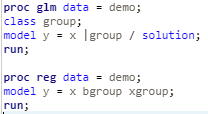 proc glm data = demo;
class group;
model y = x |group / solution;
run;
proc reg data = demo;
model y = x bgroup xgroup;
run;